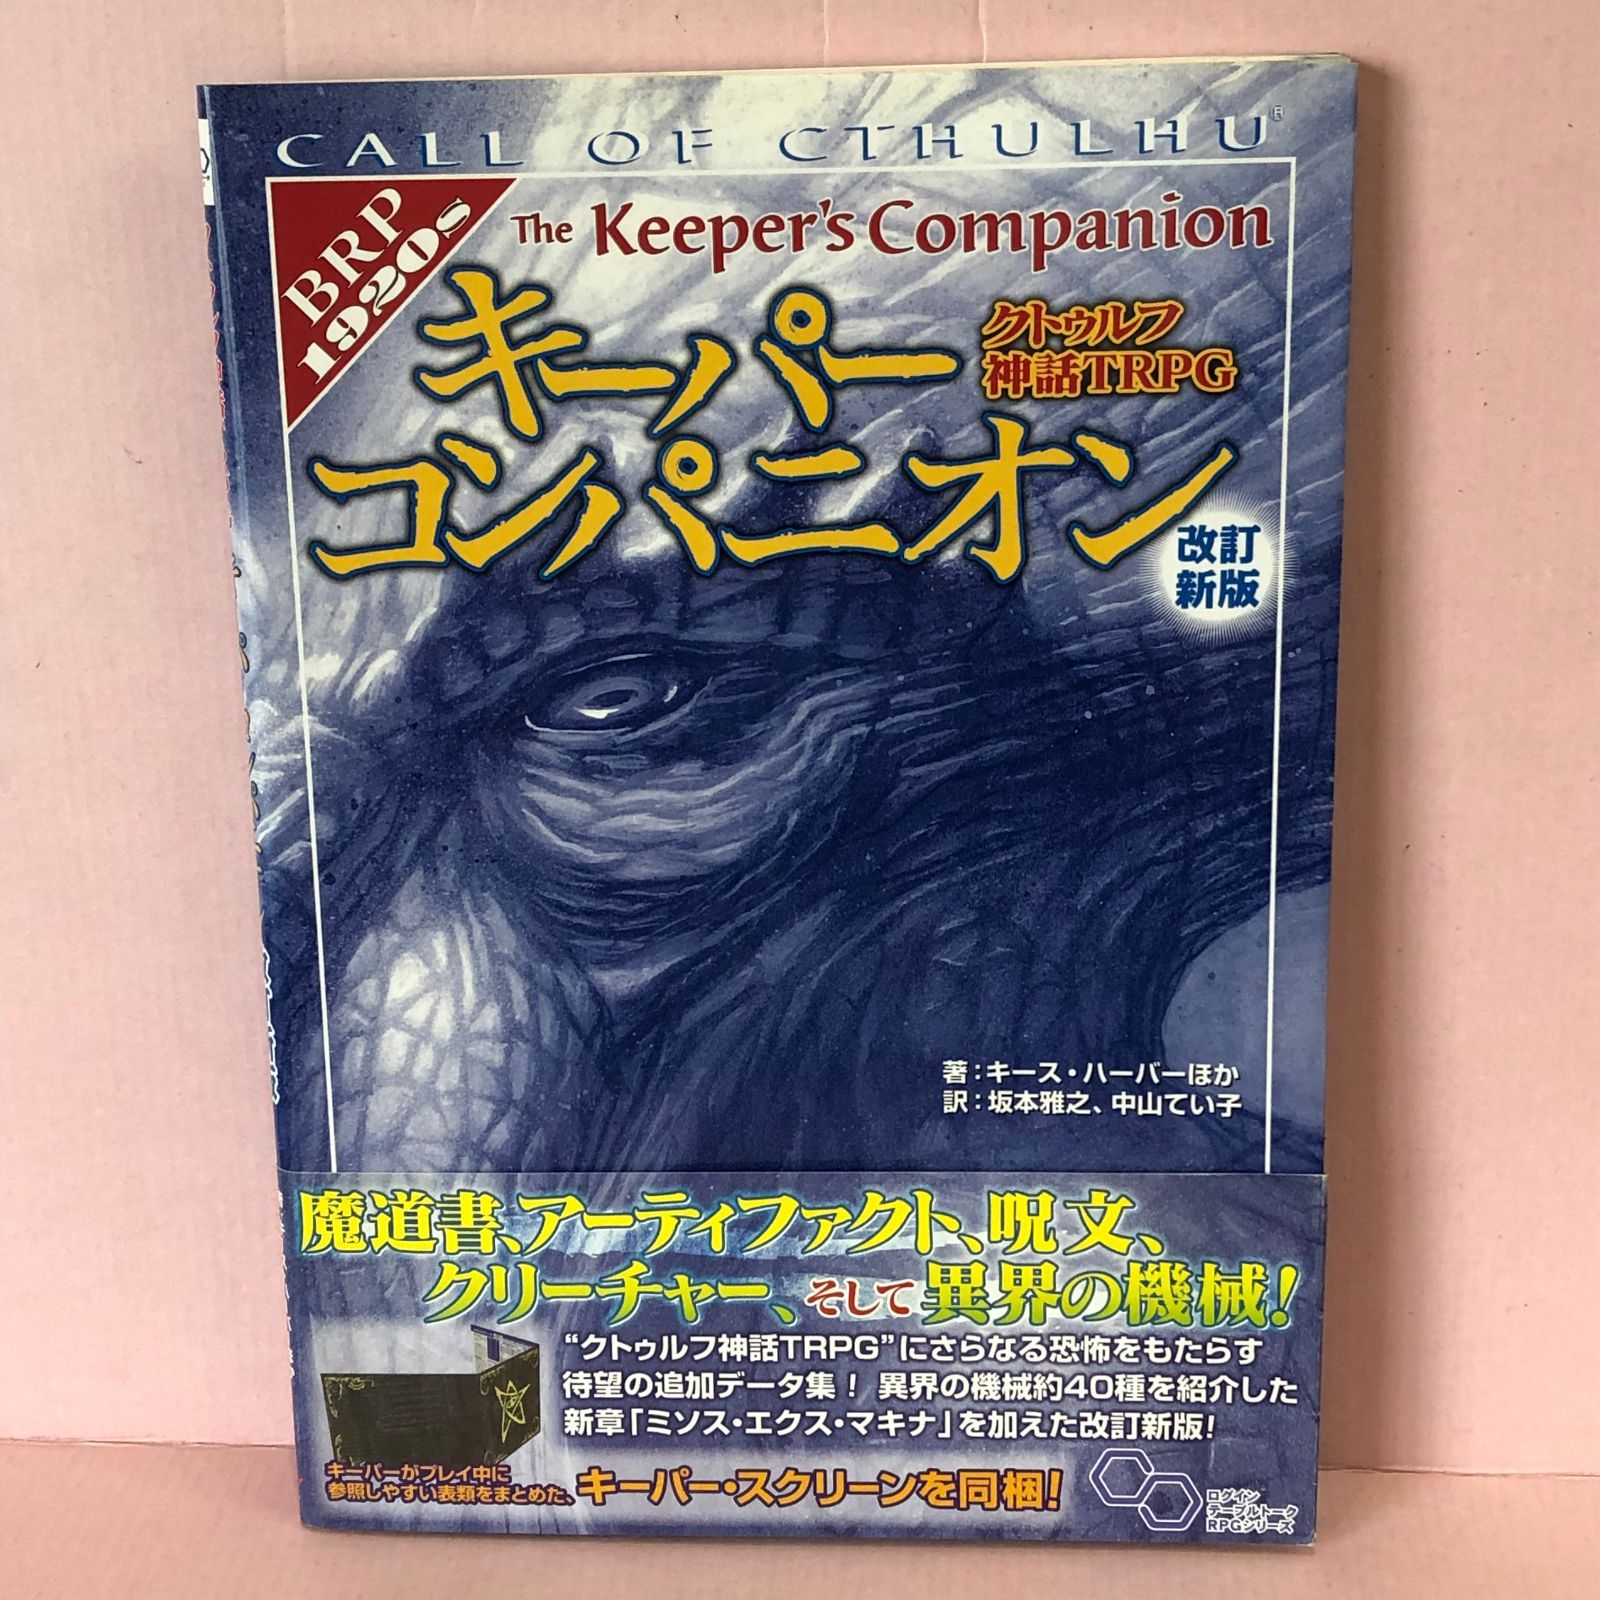 CALL OF CTHULHU®
BRP
1920s
The Keeper's Companion
クトゥルフ
神話TRPG
キーパー
コンパニオン
改訂
新版
著：キース・ハーバーほか
訳：坂本雅之、中山てい子
魔道書、アーティファクト、呪文、
クリーチャー、そして異界の機械！
“クトゥルフ神話TRPG”にさらなる恐怖をもたらす
待望の追加データ集！ 異界の機械約40種を紹介した
新章「ミソス・エクス・マキナ」を加えた改訂新版！
キーパーがプレイ中に
参照しやすい表類をまとめた、キーパー・スクリーンを同梱！
ログイン
テーブルトーク
RPGシリーズ